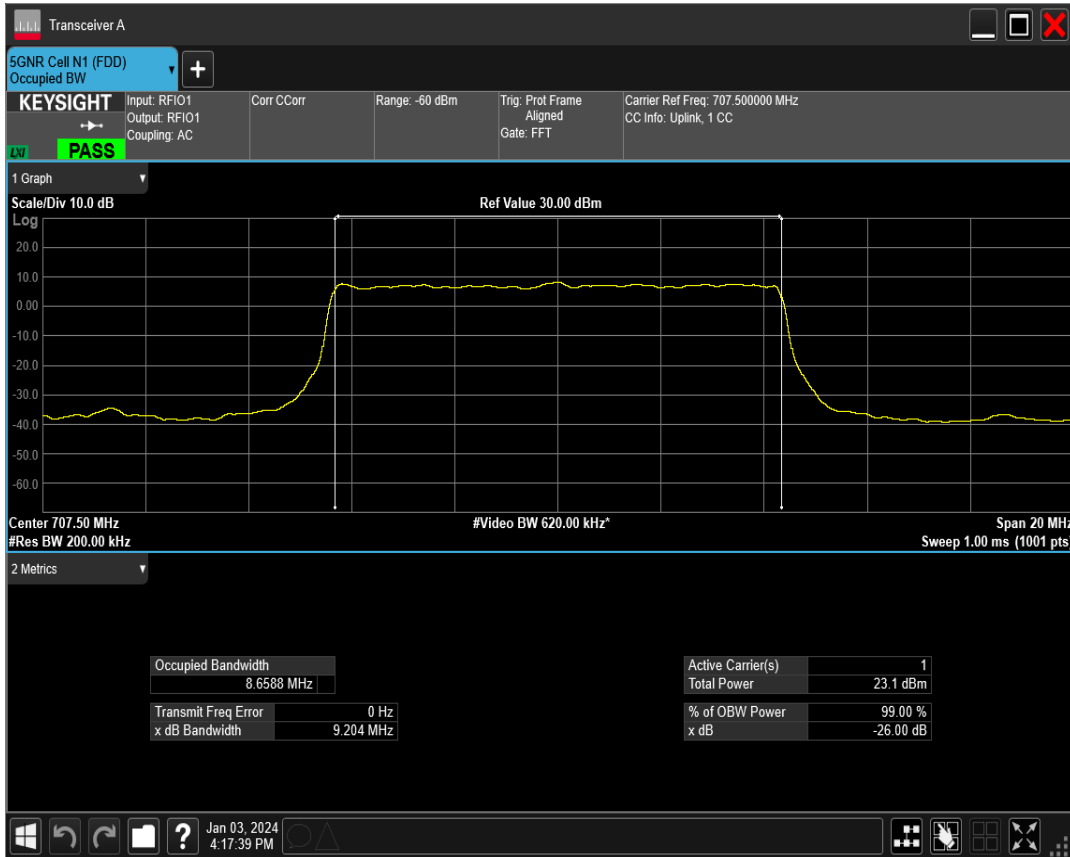 Transceiver A
5GNR Cell N1 (FDD)
Occupied BW
+
KEYSIGHT
LXI
PASS
Input: RFIO1
Output: RFIO1
Coupling: AC
Corr CCorr
Range: -60 dBm
Trig: Prot Frame
Aligned
Gate: FFT
Carrier Ref Freq: 707.500000 MHz
CC Info: Uplink, 1 CC
1 Graph
Scale/Div 10.0 dB
Ref Value 30.00 dBm
Log
20.0
10.0
0.00
-10.0
-20.0
-30.0
-40.0
-50.0
-60.0
Center 707.50 MHz
#Video BW 620.00 kHz*
Span 20 MHz
#Res BW 200.00 kHz
Sweep 1.00 ms (1001 pts)
2 Metrics
Occupied Bandwidth
8.6588 MHz
Transmit Freq Error 0 Hz
x dB Bandwidth 9.204 MHz
Active Carrier(s) 1
Total Power 23.1 dBm
% of OBW Power 99.00 %
x dB -26.00 dB
?
Jan 03, 2024
4:17:39 PM